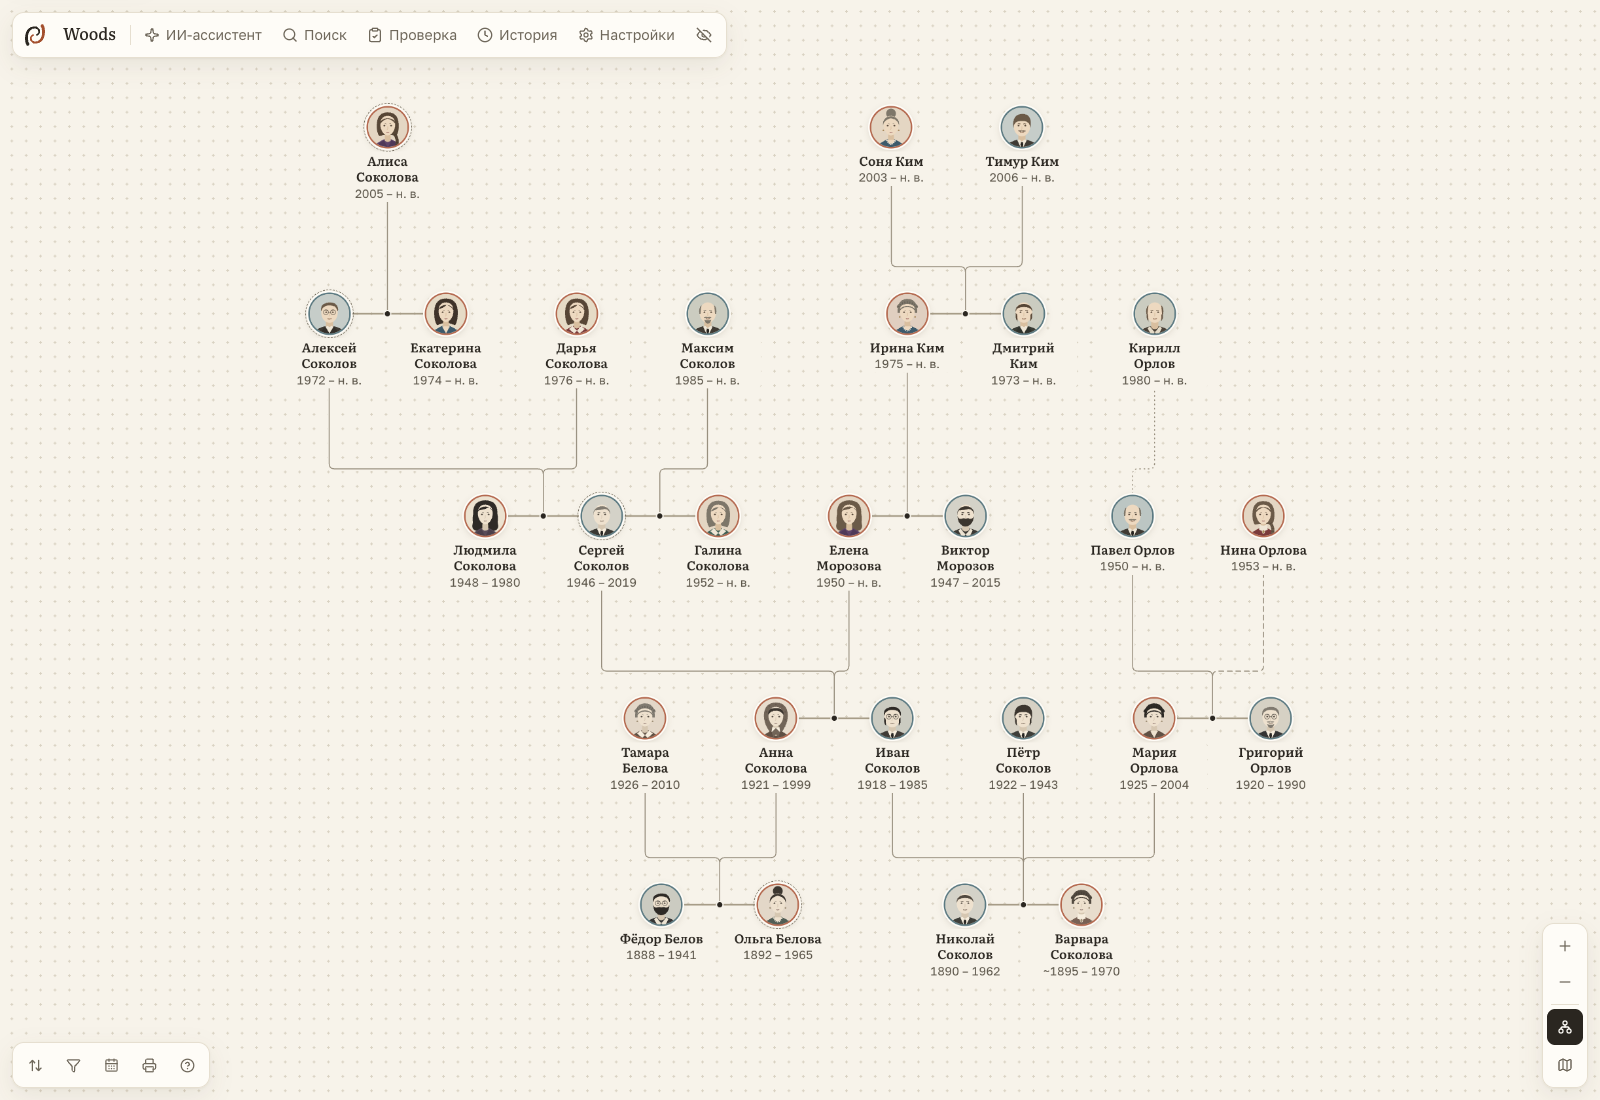 Woods
ИИ-ассистент
Поиск
Проверка
История
Настройки
Алиса
Соколова
2005 – н. в.
Соня Ким
2003 – н. в.
Тимур Ким
2006 – н. в.
Алексей
Соколов
1972 – н. в.
Екатерина
Соколова
1974 – н. в.
Дарья
Соколова
1976 – н. в.
Максим
Соколов
1985 – н. в.
Ирина Ким
1975 – н. в.
Дмитрий
Ким
1973 – н. в.
Кирилл
Орлов
1980 – н. в.
Людмила
Соколова
1948 – 1980
Сергей
Соколов
1946 – 2019
Галина
Соколова
1952 – н. в.
Елена
Морозова
1950 – н. в.
Виктор
Морозов
1947 – 2015
Павел Орлов
1950 – н. в.
Нина Орлова
1953 – н. в.
Тамара
Белова
1926 – 2010
Анна
Соколова
1921 – 1999
Иван
Соколов
1918 – 1985
Пётр
Соколов
1922 – 1943
Мария
Орлова
1925 – 2004
Григорий
Орлов
1920 – 1990
Фёдор Белов
1888 – 1941
Ольга Белова
1892 – 1965
Николай
Соколов
1890 – 1962
Варвара
Соколова
~1895 – 1970